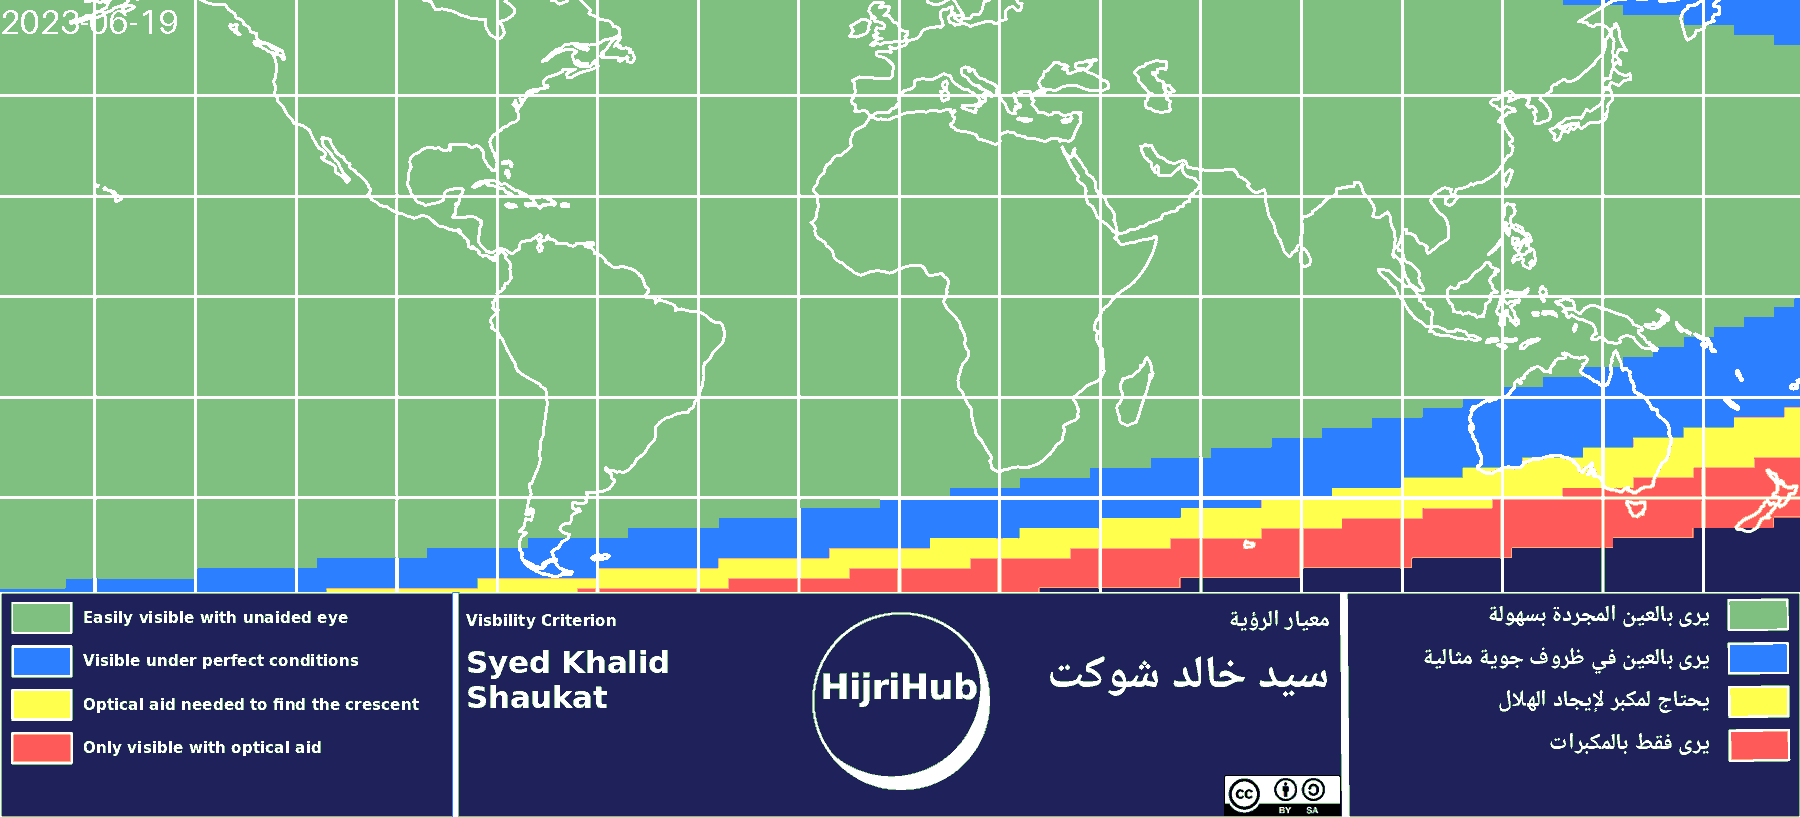 2023-06-19
Easily visible with unaided eye
Visible under perfect conditions
Optical aid needed to find the crescent
Only visible with optical aid
Visbility Criterion
Syed Khalid
Shaukat
HijriHub
معيار الرؤية
سيد خالد شوكت
cc
BY SA
يرى بالعين المجردة بسهولة
يرى بالعين في ظروف جوية مثالية
يحتاج لمكبر لإيجاد الهلال
يرى فقط بالمكبرات